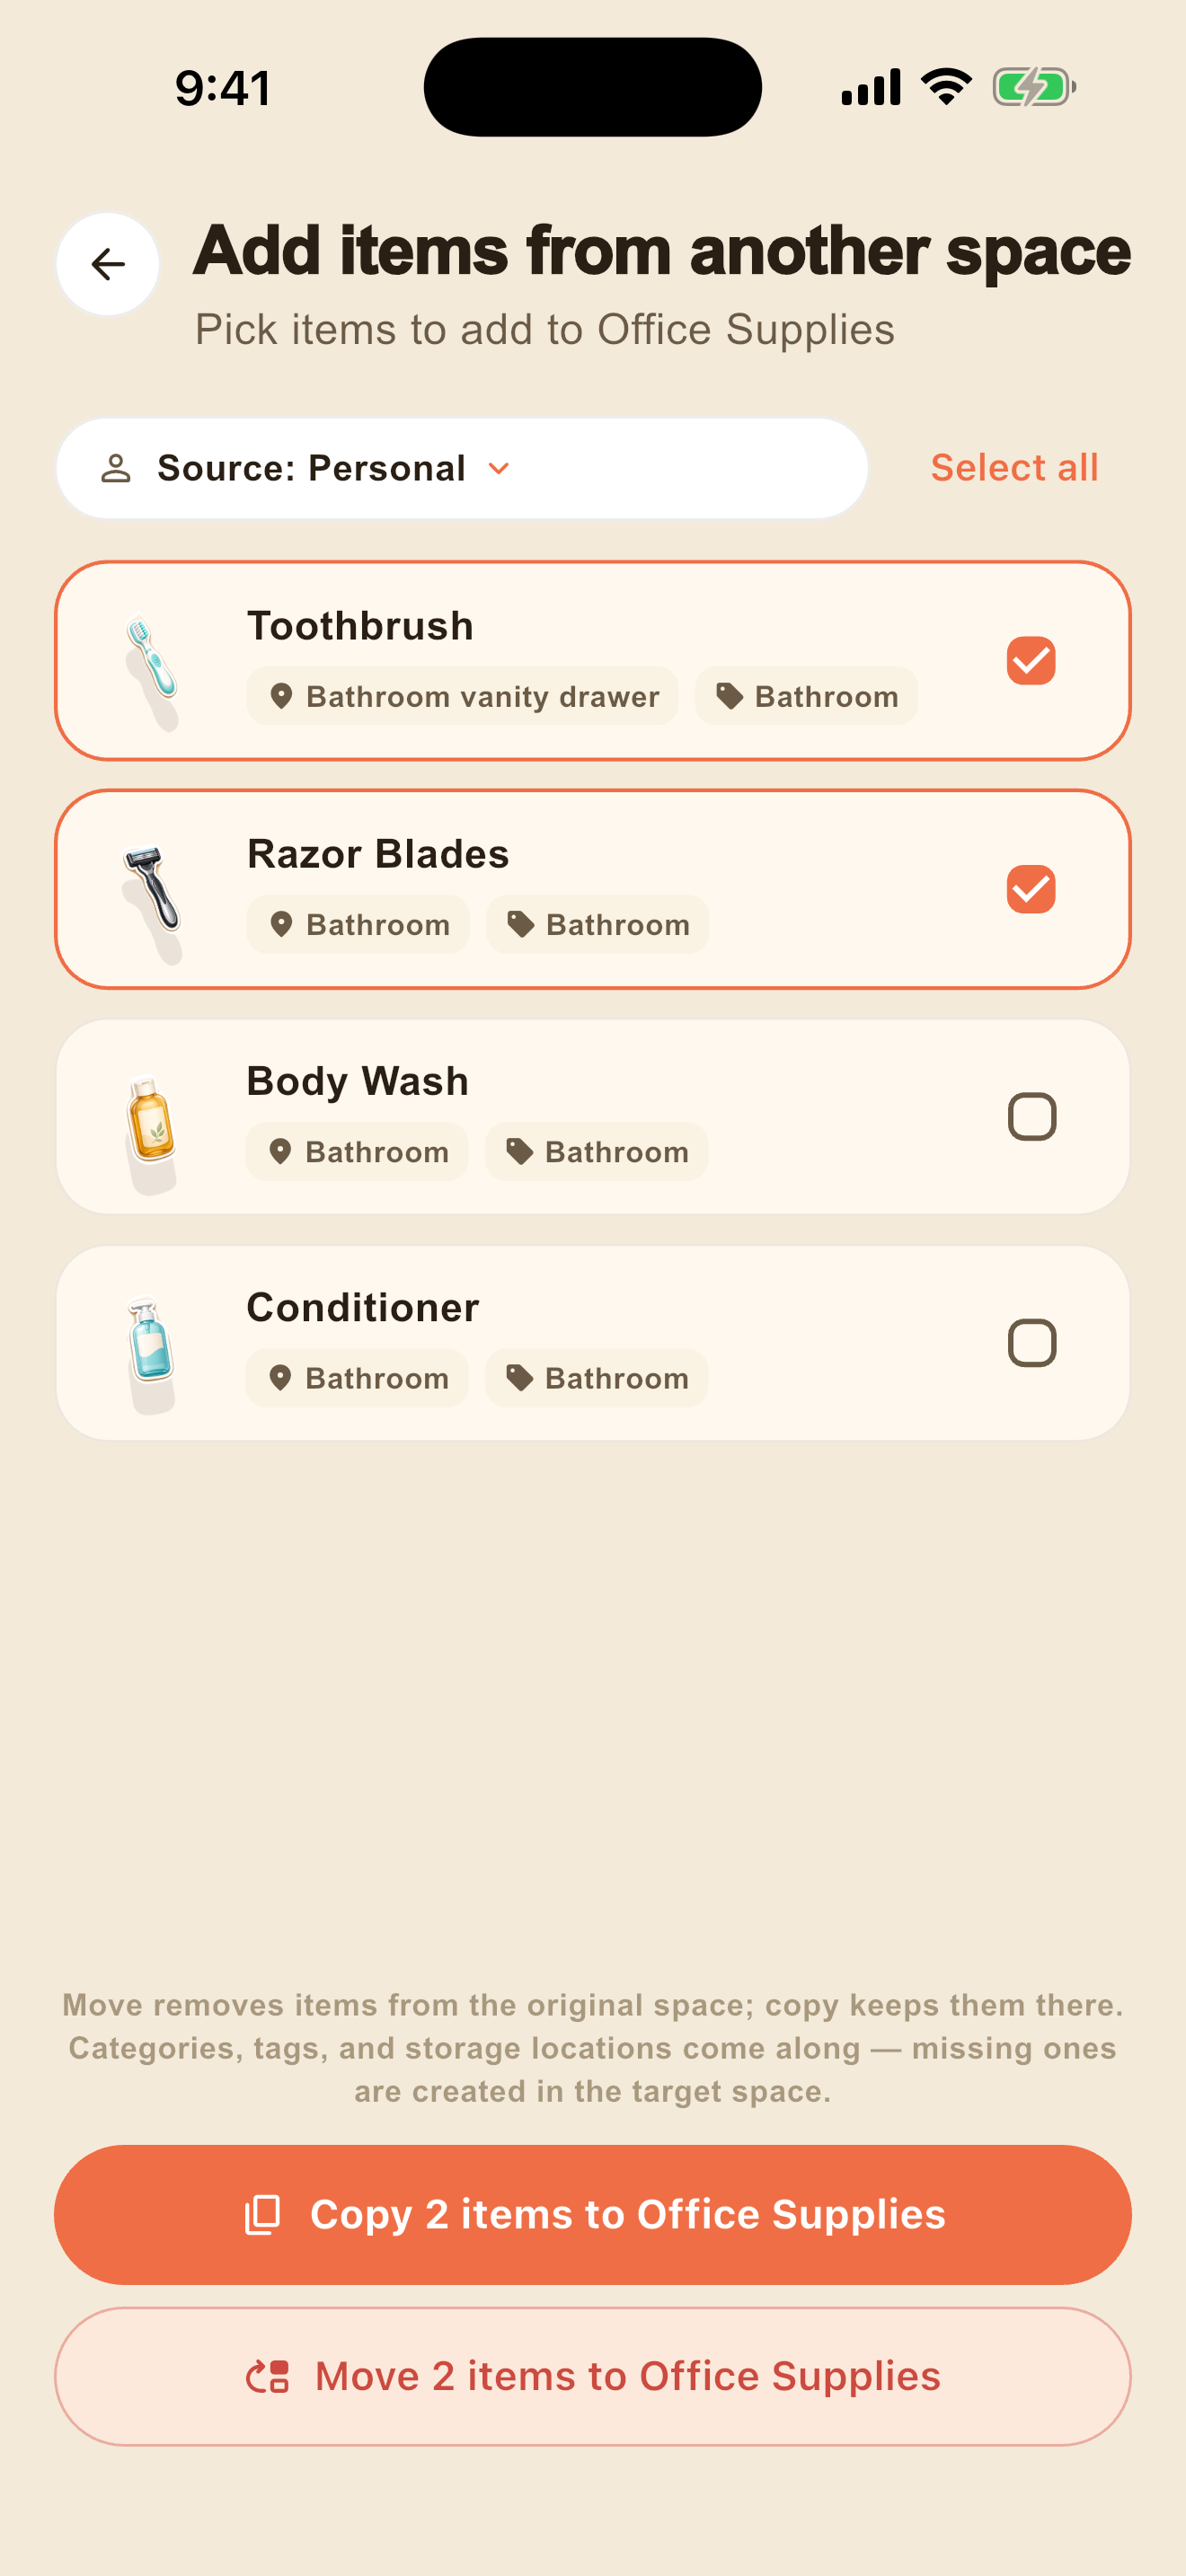 9:41
Add items from another space
Pick items to add to Office Supplies
Source: Personal
Select all
Toothbrush
Bathroom vanity drawer
Bathroom
Razor Blades
Bathroom
Bathroom
Body Wash
Bathroom
Bathroom
Conditioner
Bathroom
Bathroom
Move removes items from the original space; copy keeps them there.
Categories, tags, and storage locations come along — missing ones
are created in the target space.
Copy 2 items to Office Supplies
Move 2 items to Office Supplies